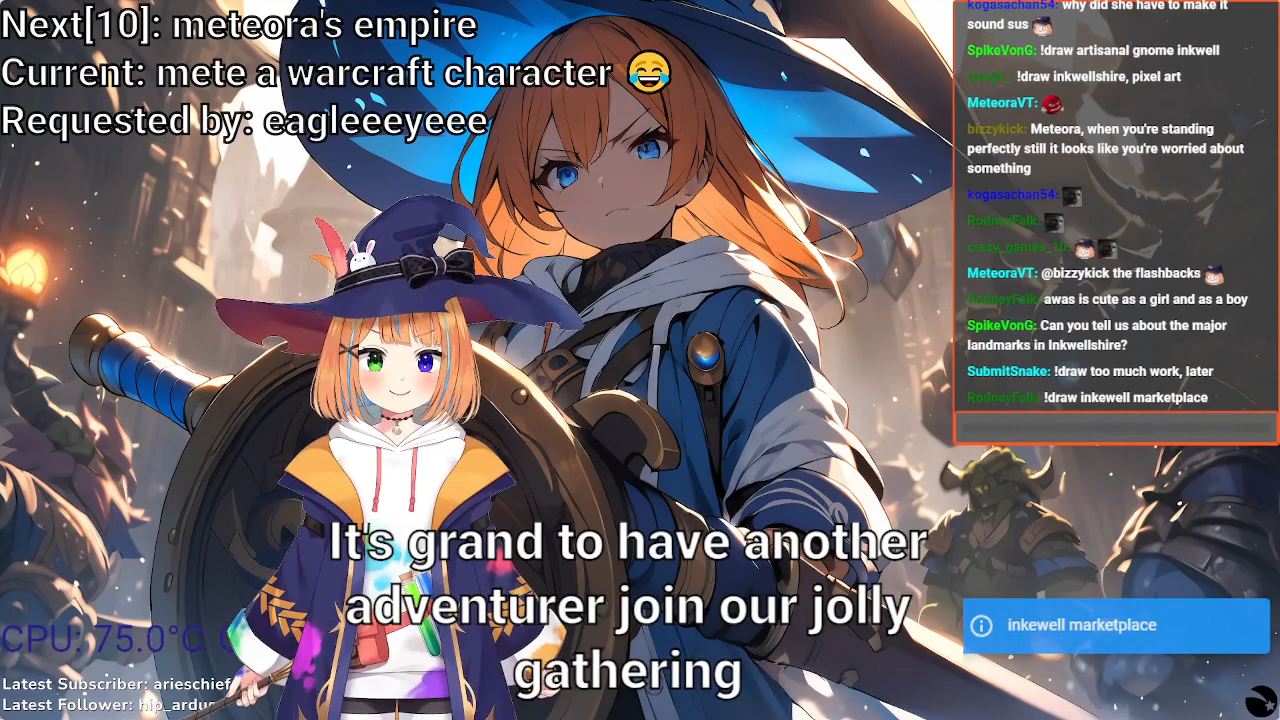 Next[10]: meteora's empire
Current: mete a warcraft character 😂
Requested by: eagleeeyeee
kogasachan54: why did she have to make it
sound sus
SpikeVonG: !draw artisanal gnome inkwell
!draw inkwellshire, pixel art
MeteoraVT:
bizzykick: Meteora, when you're standing
perfectly still it looks like you're worried about
something
kogasachan54:
RodneyFalk:
crazy_games_10:
MeteoraVT: @bizzykick the flashbacks
RodneyFalk: awas is cute as a girl and as a boy
SpikeVonG: Can you tell us about the major
landmarks in Inkwellshire?
SubmitSnake: !draw too much work, later
RodneyFalk: !draw inkewell marketplace
It's grand to have another
adventurer join our jolly
gathering
inkewell marketplace
CPU: 75.0°C
Latest Subscriber: arieschief
Latest Follower: